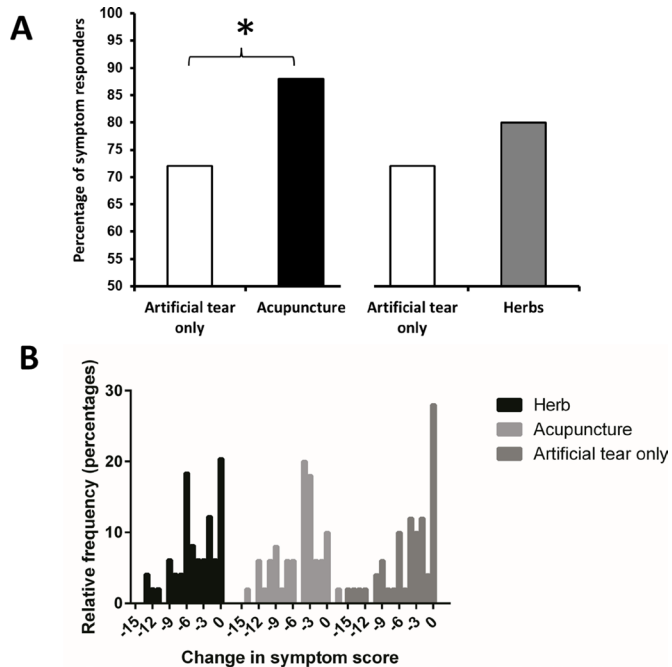 A
Percentage of symptom responders
100
95
90
85
80
75
70
65
60
55
50
*
Artificial tear
only
Acupuncture
Artificial tear
only
Herbs
B
Relative frequency (percentages)
30
20
10
0
-15
-12
-9
-6
-3
0
-15
-12
-9
-6
-3
0
-15
-12
-9
-6
-3
0
Change in symptom score
Herb
Acupuncture
Artificial tear only